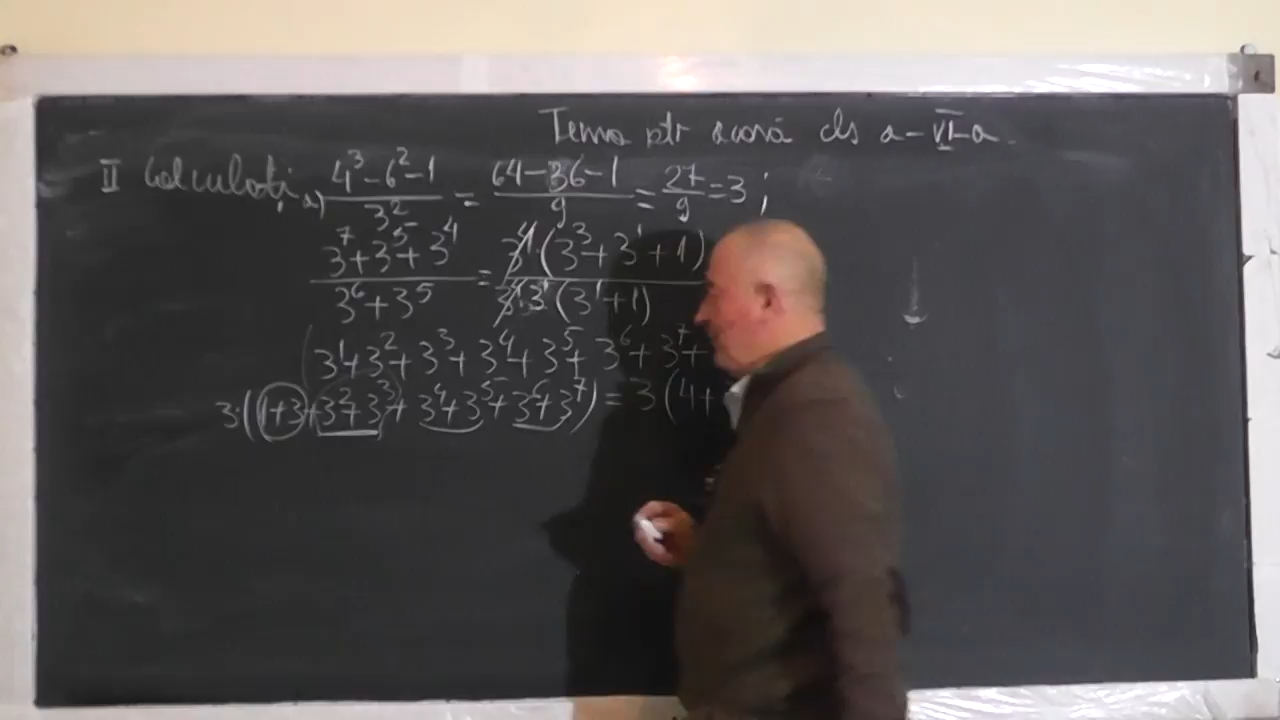 Tema ptr acasă cls a-VI-a.
II Calculați a) (4³-6²-1)/3² = (64-36-1)/9 = 27/9 = 3;
(3⁷+3⁵+3⁴)/(3⁶+3⁵) = 3⁴·(3³+3¹+1)/3⁴·3¹(3¹+1)
(3¹+3²+3³+3⁴+3⁵+3⁶+3⁷+
3·(1+3+3²+3³+3⁴+3⁵+3⁶+3⁷) = 3(4+